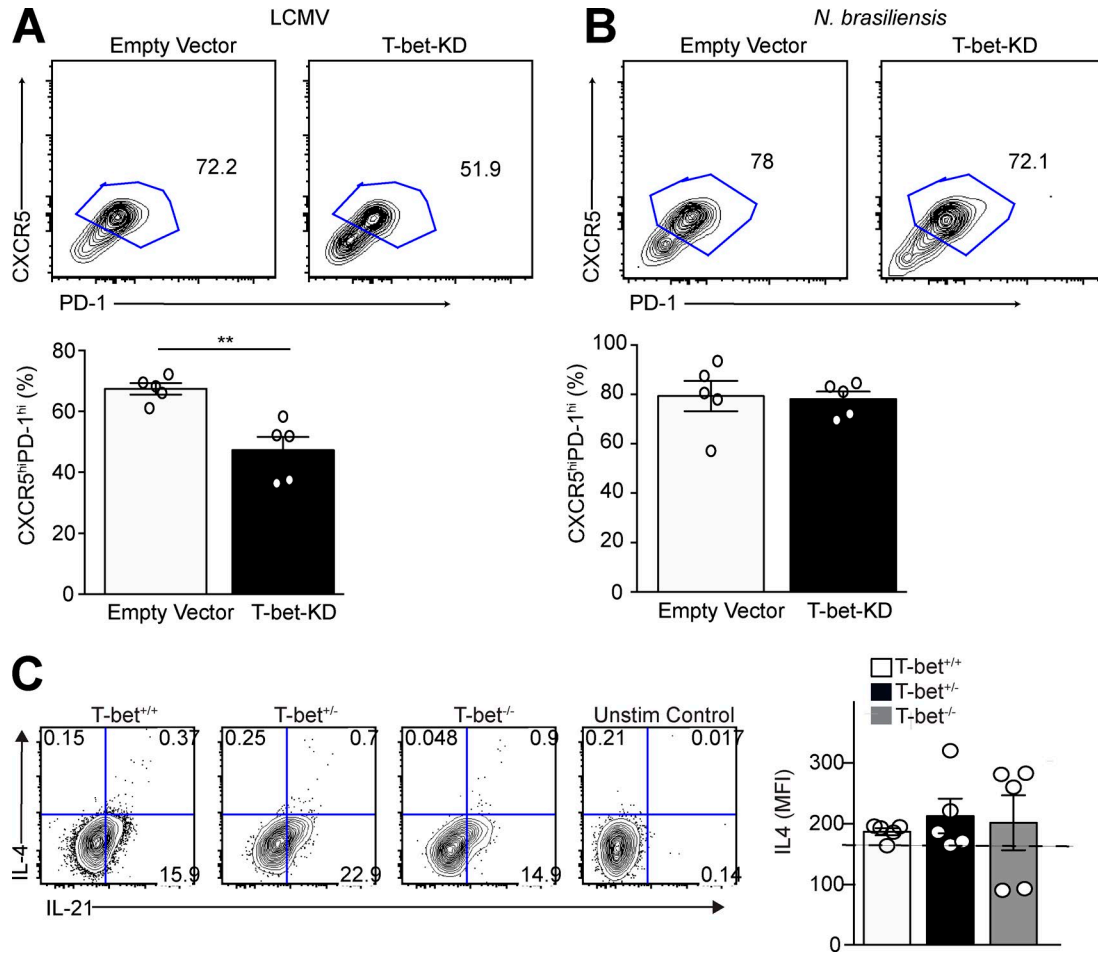 A
LCMV
Empty Vector
T-bet-KD
72.2
51.9
CXCR5
PD-1
**
80
60
40
20
0
CXCR5ʰⁱPD-1ʰⁱ (%)
Empty Vector
T-bet-KD
B
N. brasiliensis
Empty Vector
T-bet-KD
78
72.1
CXCR5
PD-1
100
80
60
40
20
0
CXCR5ʰⁱPD-1ʰⁱ (%)
Empty Vector
T-bet-KD
C
T-bet⁺/⁺
T-bet⁺/⁻
T-bet⁻/⁻
Unstim Control
0.15 0.37
0.25 0.7
0.048 0.9
0.21 0.017
15.9
22.9
14.9
0.14
IL-4
IL-21
T-bet⁺/⁺
T-bet⁺/⁻
T-bet⁻/⁻
300
200
100
0
IL4 (MFI)